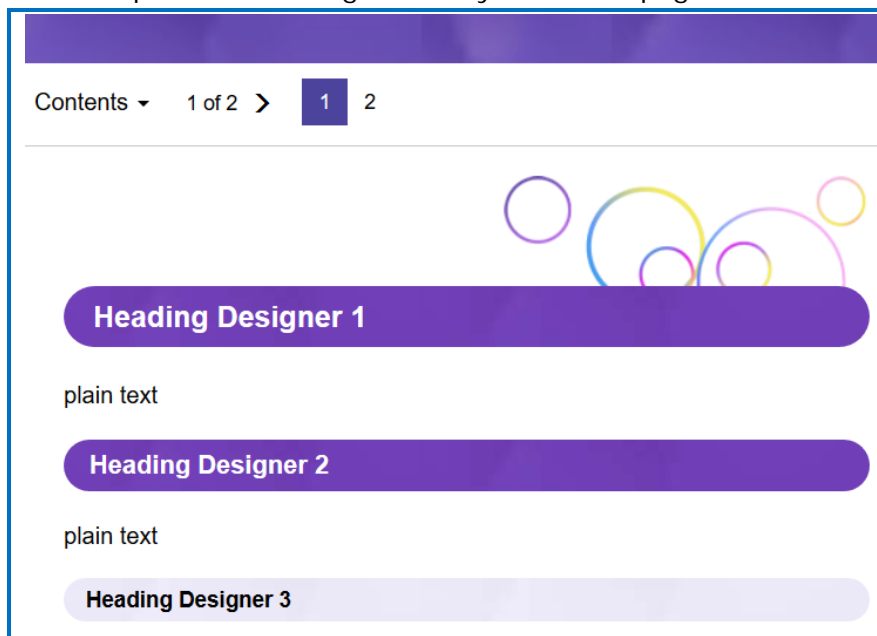 Contents 1 of 2 1 2
Heading Designer 1
plain text
Heading Designer 2
plain text
Heading Designer 3